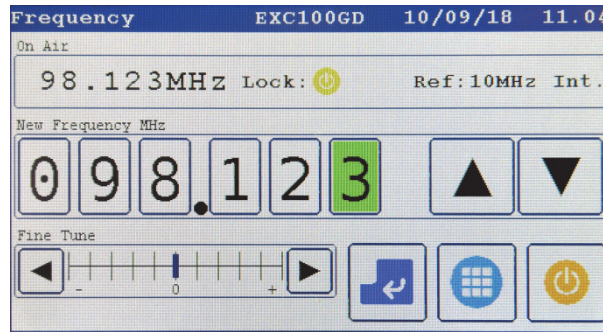 Frequency EXC100GD 10/09/18 11.04
On Air
98.123MHz Lock: Ref:10MHz Int.
New Frequency MHz
098.123
Fine Tune
- 0 +